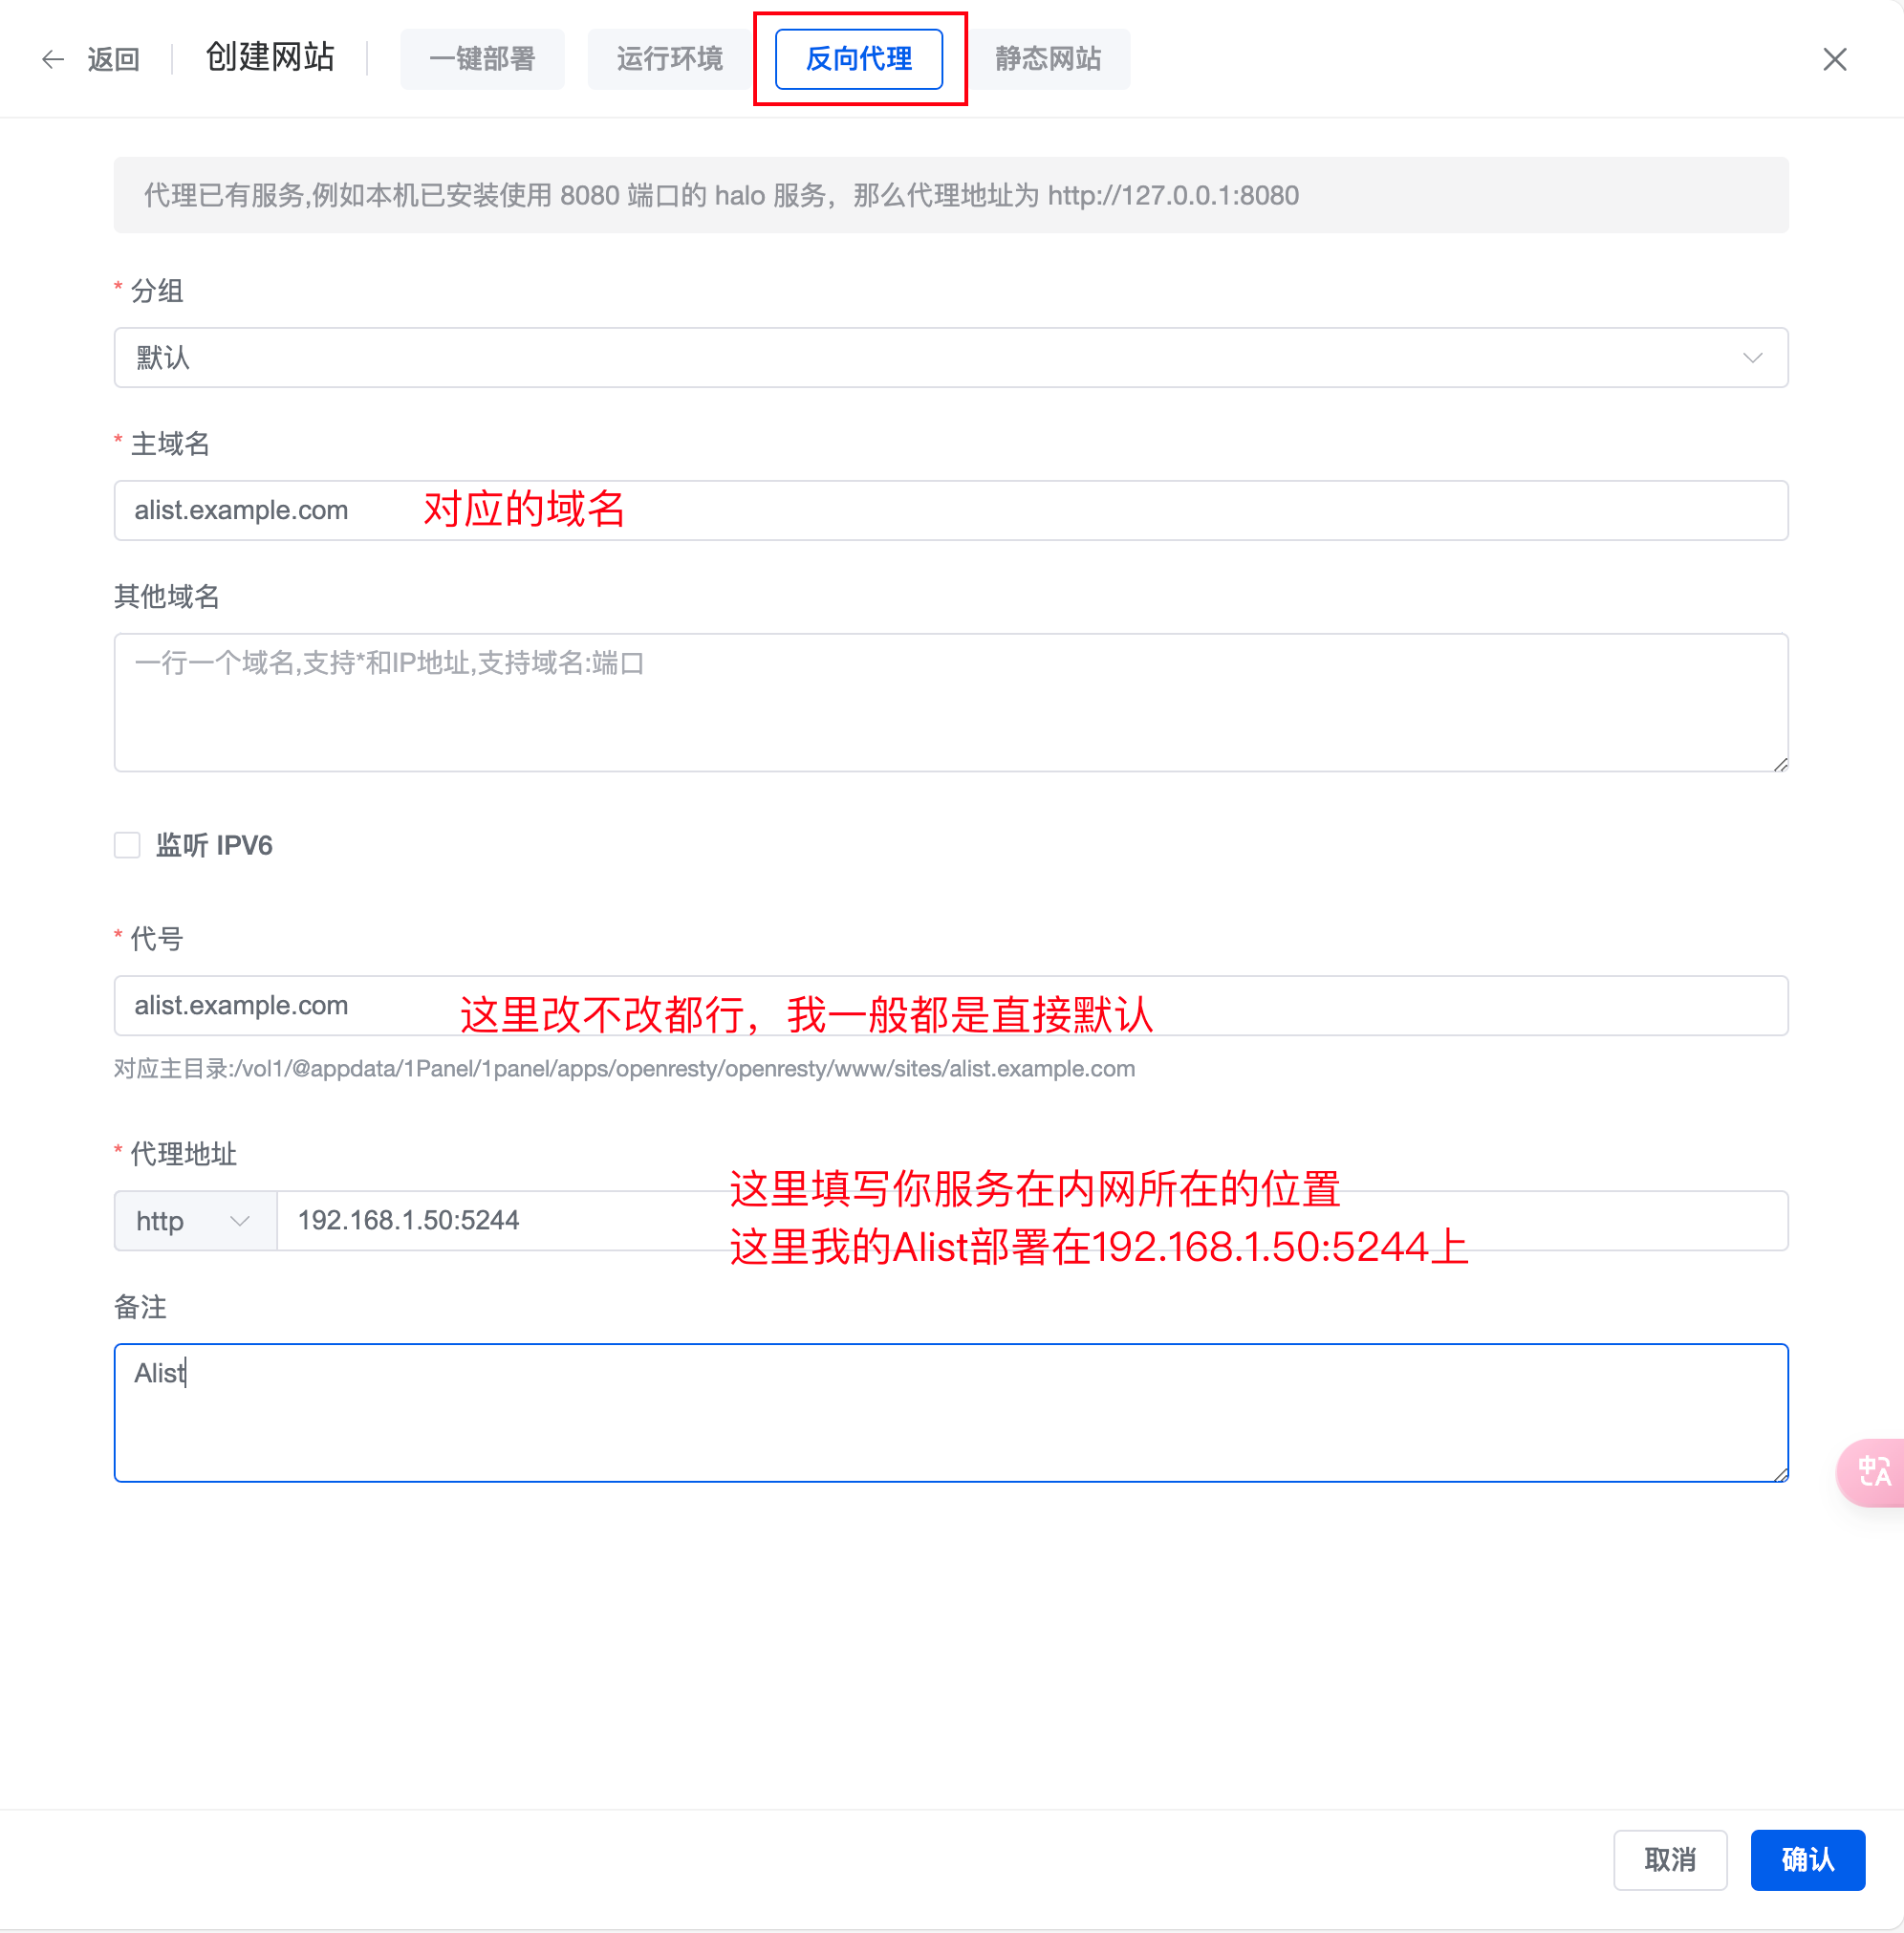 返回
创建网站
一键部署
运行环境
反向代理
静态网站
代理已有服务,例如本机已安装使用 8080 端口的 halo 服务，那么代理地址为 http://127.0.0.1:8080
* 分组
默认
* 主域名
alist.example.com
对应的域名
其他域名
一行一个域名,支持*和IP地址,支持域名:端口
监听 IPV6
* 代号
alist.example.com
这里改不改都行，我一般都是直接默认
对应主目录:/vol1/@appdata/1Panel/1panel/apps/openresty/openresty/www/sites/alist.example.com
* 代理地址
这里填写你服务在内网所在的位置
http
192.168.1.50:5244
这里我的Alist部署在192.168.1.50:5244上
备注
Alist
中A
取消
确认